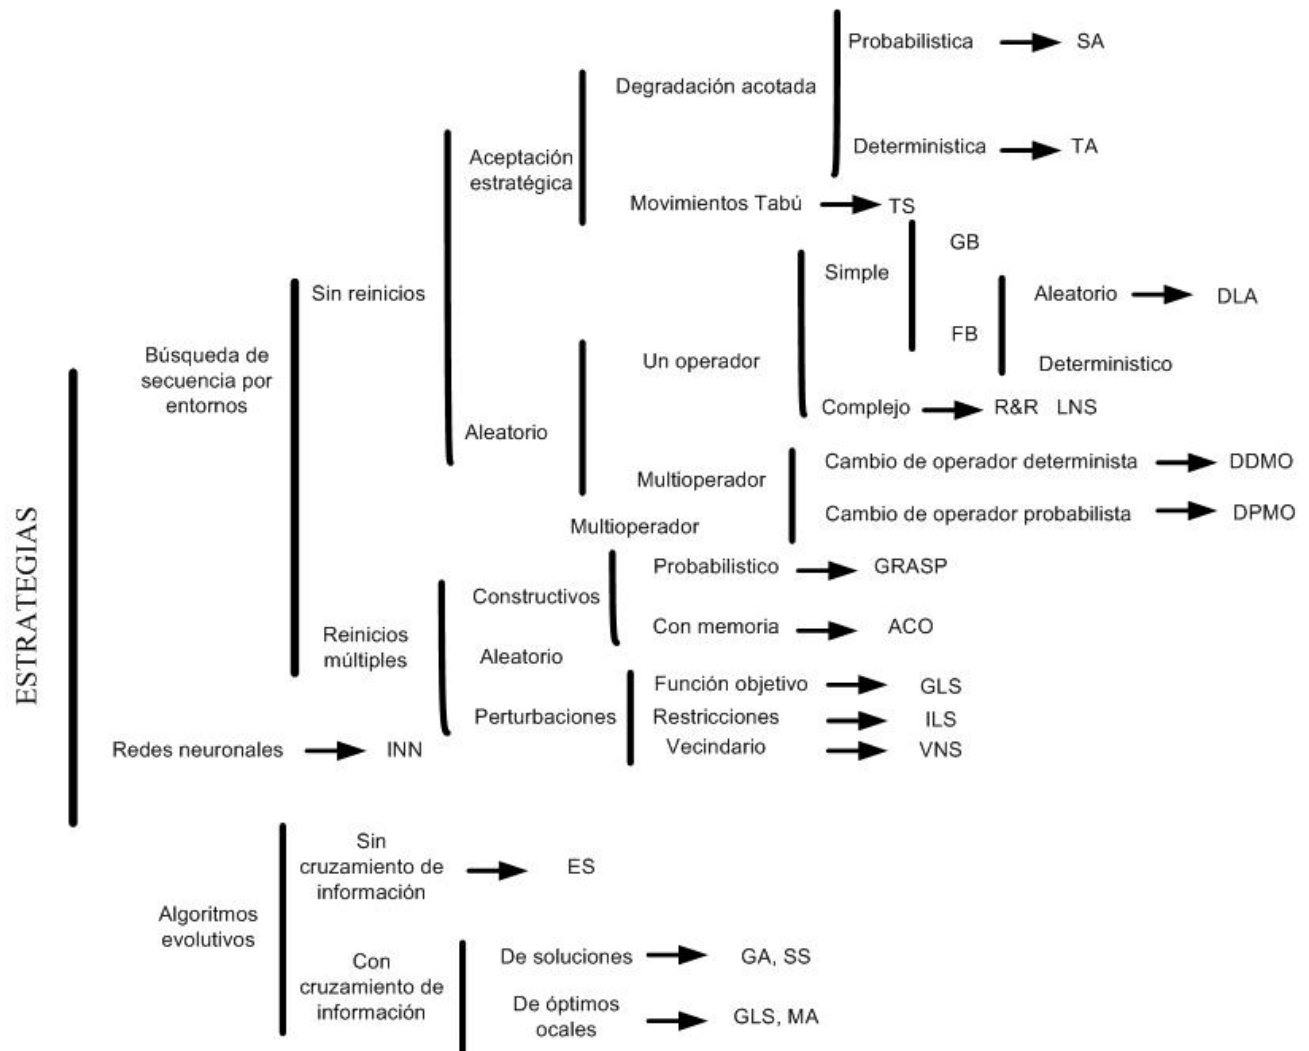 Probabilistica
SA
Degradación acotada
Deterministica
TA
Aceptación
estratégica
Movimientos Tabú
TS
GB
Simple
Sin reinicios
Aleatorio
DLA
FB
Búsqueda de
secuencia por
entornos
Un operador
Deterministico
Complejo
R&R LNS
Aleatorio
Cambio de operador determinista
DDMO
Multioperador
Cambio de operador probabilista
DPMO
Multioperador
ESTRATEGIAS
Probabilistico
GRASP
Constructivos
Con memoria
ACO
Reinicios
múltiples
Aleatorio
Función objetivo
GLS
Perturbaciones
Restricciones
ILS
Vecindario
VNS
Redes neuronales
INN
Sin
cruzamiento de
información
ES
Algoritmos
evolutivos
De soluciones
GA, SS
Con
cruzamiento de
información
De óptimos
ocales
GLS, MA